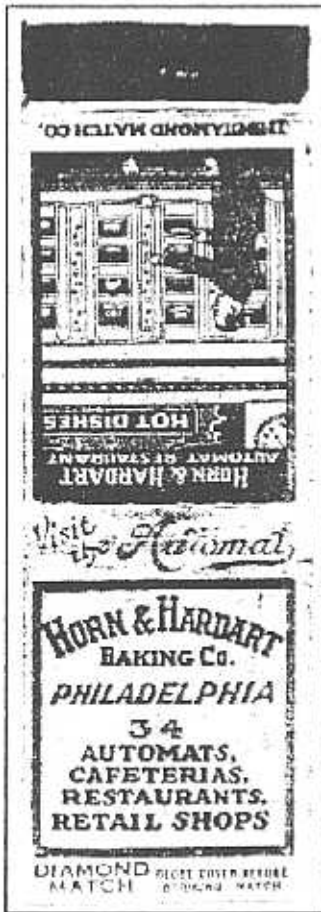 THE DIAMOND MATCH CO.
HOT DISHES
HORN & HARDART
AUTOMAT RESTAURANT
Visit
the Automat
HORN & HARDART
BAKING CO.
PHILADELPHIA
34
AUTOMATS,
CAFETERIAS,
RESTAURANTS,
RETAIL SHOPS
DIAMOND
MATCH
CLOSE COVER BEFORE
STRIKING MATCH